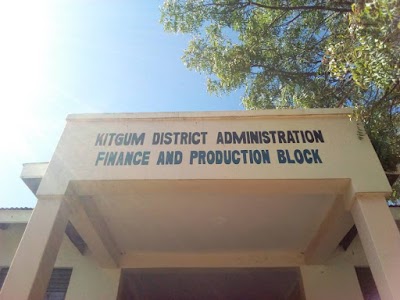 KITGUM DISTRICT ADMINISTRATION
FINANCE AND PRODUCTION BLOCK